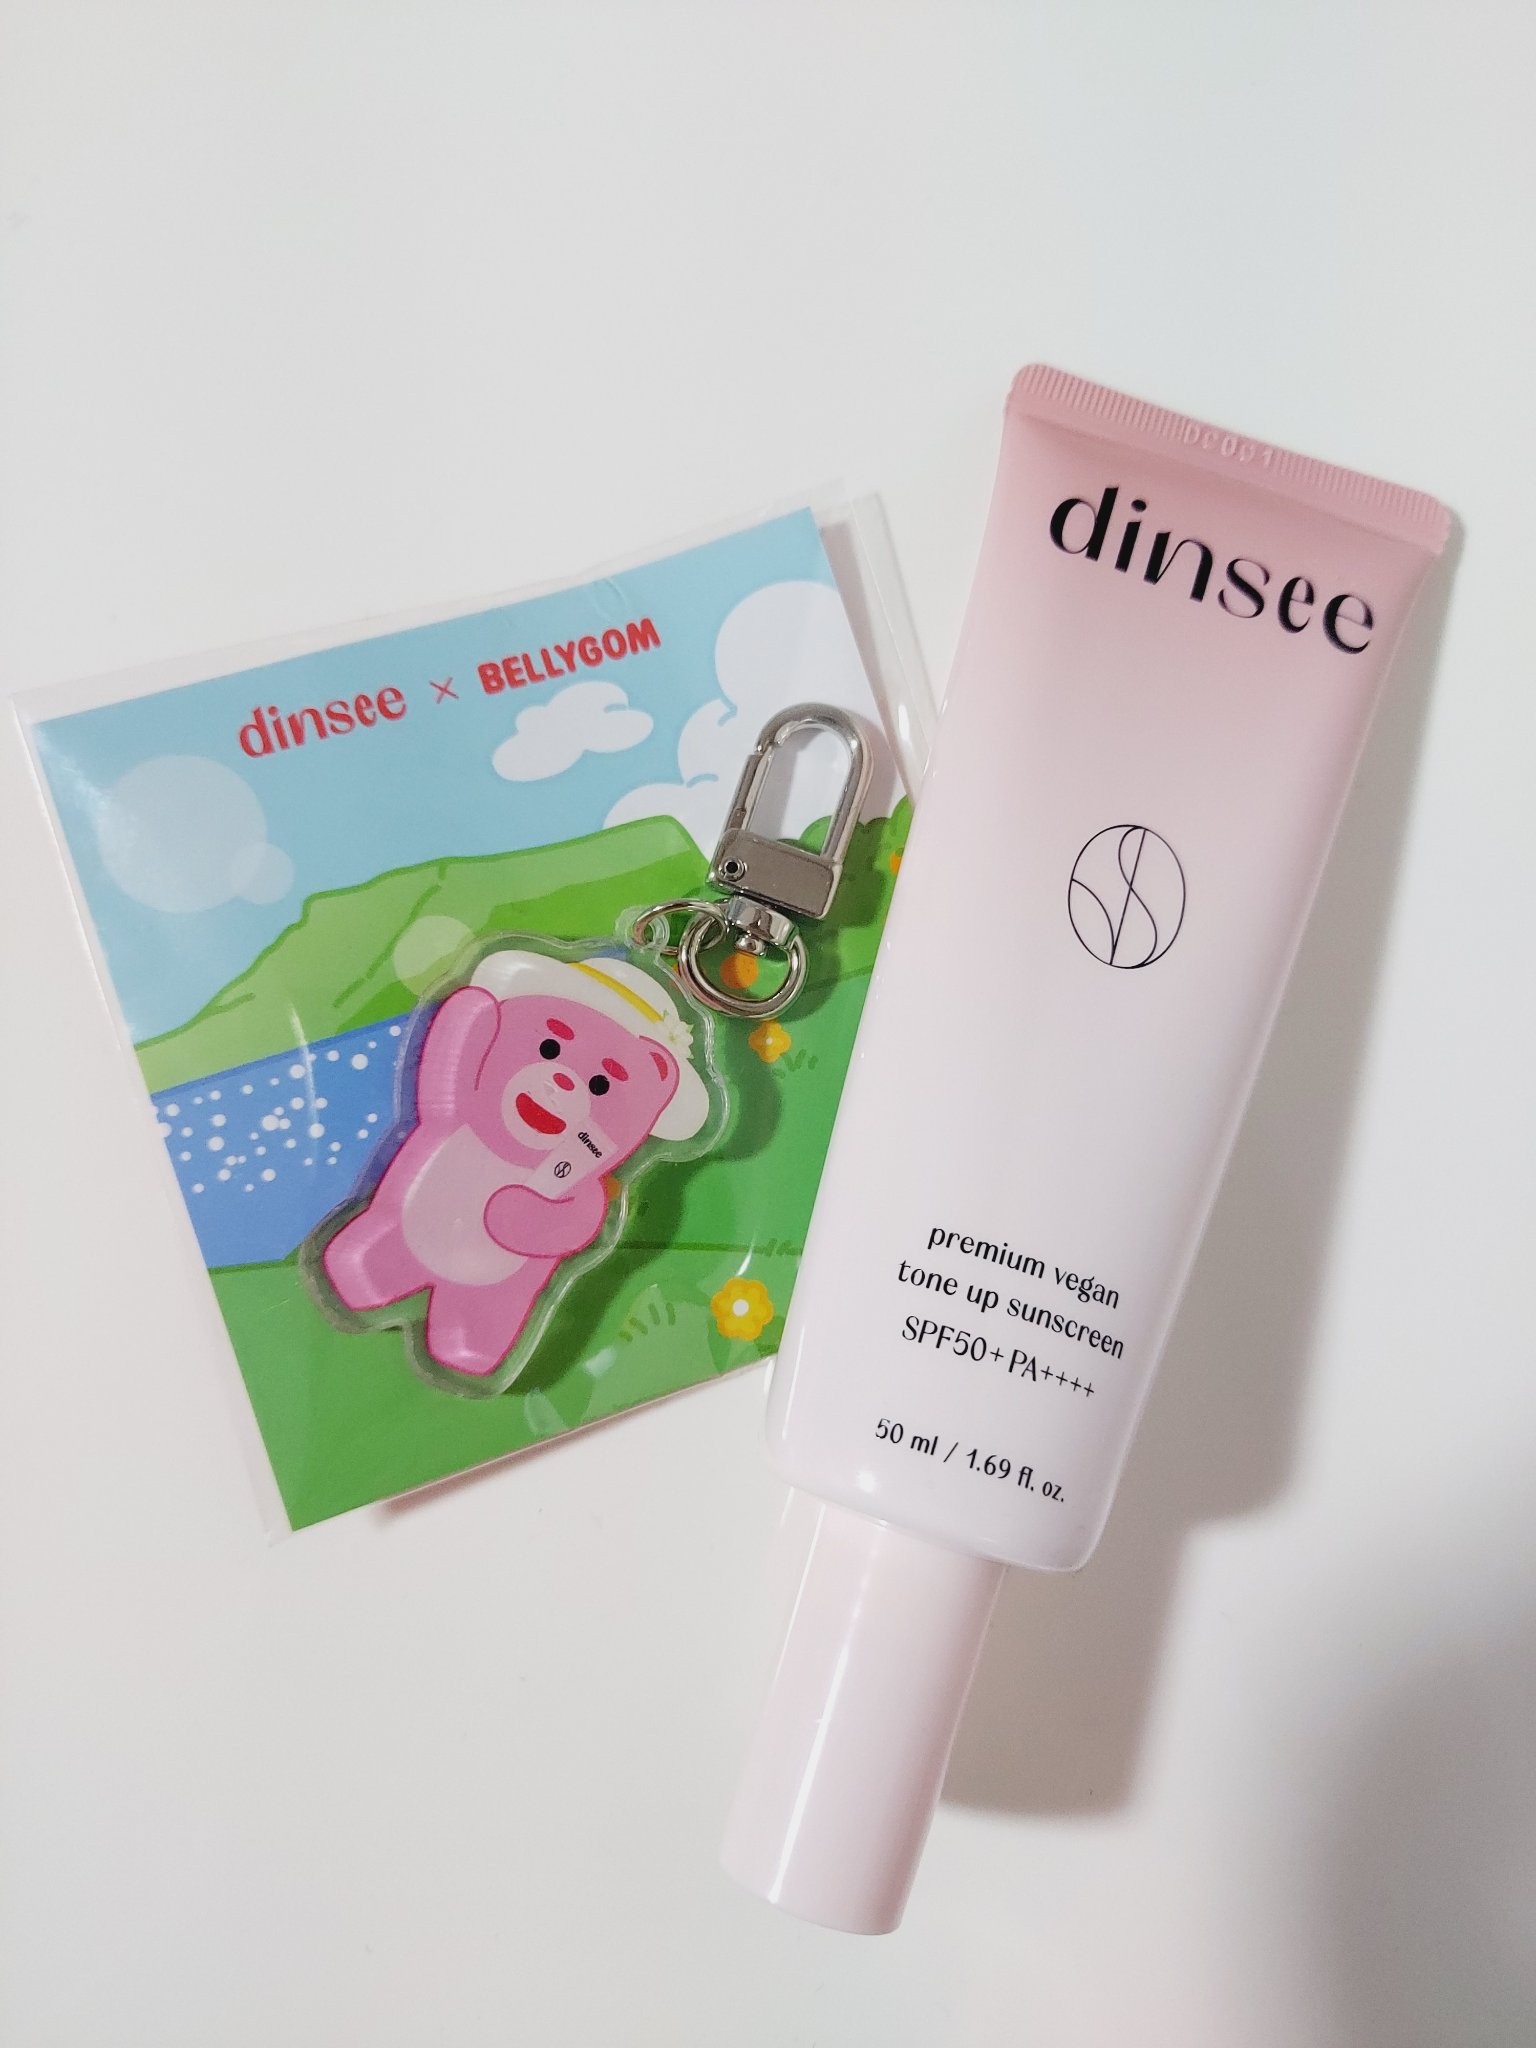 dinsee × BELLYGOM
dinsee
dinsee
premium vegan
tone up sunscreen
SPF50+ PA++++
50 ml / 1.69 fl. oz.